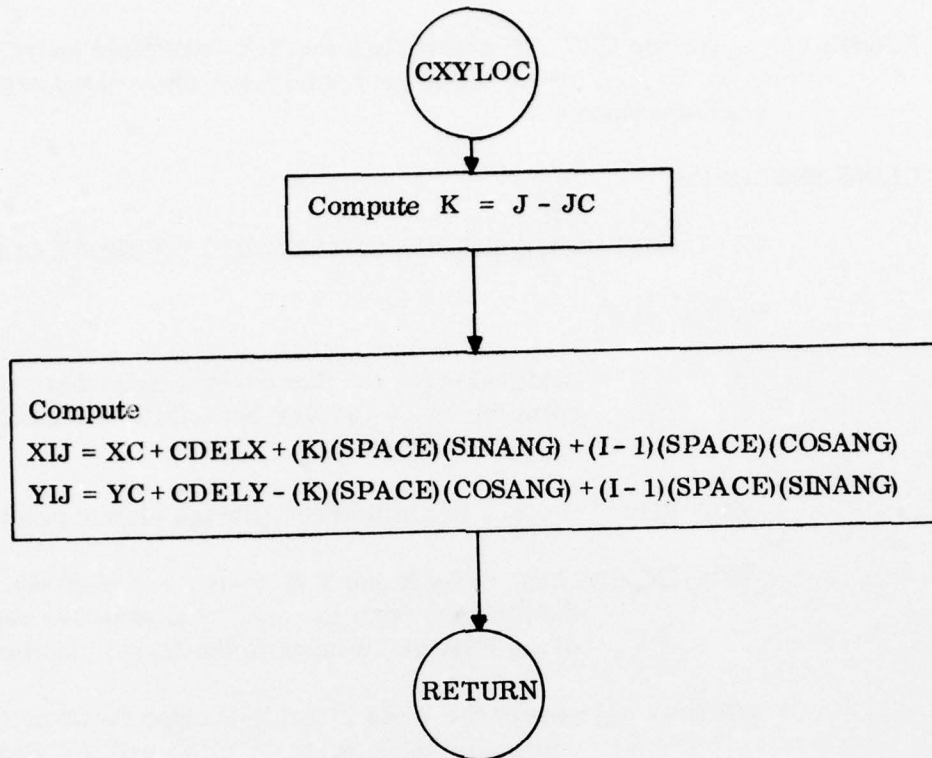 CXYLOC
Compute K = J - JC
Compute
XIJ = XC + CDELX + (K)(SPACE)(SINANG) + (I - 1)(SPACE)(COSANG)
YIJ = YC + CDELY - (K)(SPACE)(COSANG) + (I - 1)(SPACE)(SINANG)
RETURN